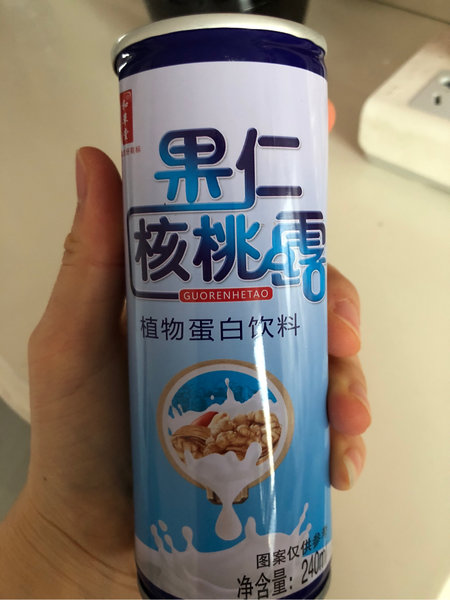 果仁
核桃露
GUORENHETAO
植物蛋白饮料
图案仅供参
净含量：240m